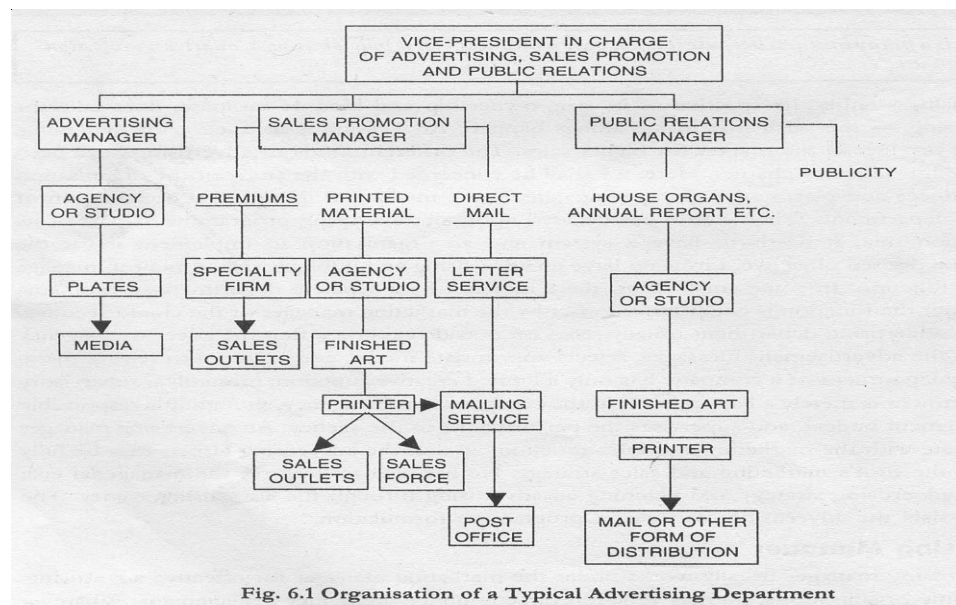 VICE-PRESIDENT IN CHARGE
OF ADVERTISING, SALES PROMOTION
AND PUBLIC RELATIONS
ADVERTISING
MANAGER
SALES PROMOTION
MANAGER
PUBLIC RELATIONS
MANAGER
PUBLICITY
AGENCY
OR STUDIO
PREMIUMS
PRINTED
MATERIAL
DIRECT
MAIL
HOUSE ORGANS,
ANNUAL REPORT ETC.
PLATES
SPECIALITY
FIRM
AGENCY
OR STUDIO
LETTER
SERVICE
AGENCY
OR STUDIO
MEDIA
SALES
OUTLETS
FINISHED
ART
PRINTER
MAILING
SERVICE
FINISHED ART
PRINTER
SALES
OUTLETS
SALES
FORCE
POST
OFFICE
MAIL OR OTHER
FORM OF
DISTRIBUTION
Fig. 6.1 Organisation of a Typical Advertising Department